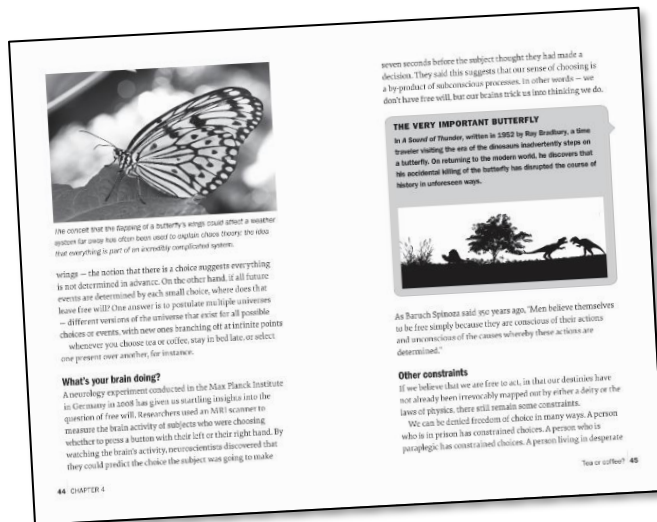 The conceit that the flapping of a butterfly's wings could affect a weather
system far away has often been used to explain chaos theory: the idea
that everything is part of an incredibly complicated system.
wings – the notion that there is a choice suggests everything
is not determined in advance. On the other hand, if all future
events are determined by each small choice, where does that
leave free will? One answer is to postulate multiple universes
– different versions of the universe that exist for all possible
choices or events, with new ones branching off at infinite points
whenever you choose tea or coffee, stay in bed late, or select
one present over another, for instance.
What's your brain doing?
A neurology experiment conducted in the Max Planck Institute
in Germany in 2008 has given us startling insights into the
question of free will. Researchers used an MRI scanner to
measure the brain activity of subjects who were choosing
whether to press a button with their left or their right hand. By
watching the brain's activity, neuroscientists discovered that
they could predict the choice the subject was going to make
44 CHAPTER 4
seven seconds before the subject thought they had made a
decision. They said this suggests that our sense of choosing is
a by-product of subconscious processes. In other words – we
don't have free will, but our brains trick us into thinking we do.
THE VERY IMPORTANT BUTTERFLY
In A Sound of Thunder, written in 1952 by Ray Bradbury, a time
traveler visiting the era of the dinosaurs inadvertently steps on
a butterfly. On returning to the modern world, he discovers that
his accidental killing of the butterfly has disrupted the course of
history in unforeseen ways.
As Baruch Spinoza said 350 years ago, "Men believe themselves
to be free simply because they are conscious of their actions
and unconscious of the causes whereby these actions are
determined."
Other constraints
If we believe that we are free to act, in that our destinies have
not already been irrevocably mapped out by either a deity or the
laws of physics, there still remain some constraints.
We can be denied freedom of choice in many ways. A person
who is in prison has constrained choices. A person who is
paraplegic has constrained choices. A person living in desperate
Tea or coffee? 45